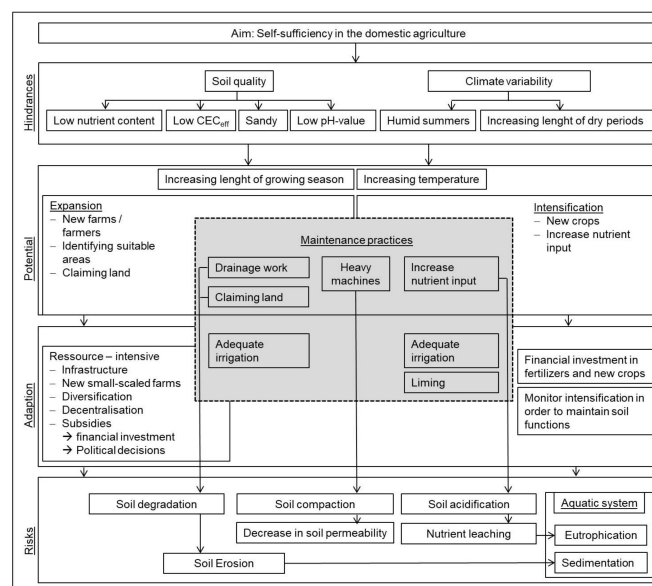 Aim: Self-sufficiency in the domestic agriculture
Hindrances
Soil quality
Climate variability
Low nutrient content
Low CECeff
Sandy
Low pH-value
Humid summers
Increasing lenght of dry periods
Potential
Increasing lenght of growing season
Increasing temperature
Expansion
– New farms /
farmers
– Identifying suitable
areas
– Claiming land
Intensification
– New crops
– Increase nutrient
input
Maintenance practices
Drainage work
Heavy
machines
Increase
nutrient input
Claiming land
Adequate
irrigation
Adequate
irrigation
Liming
Adaption
Ressource – intensive
– Infrastructure
– New small-scaled farms
– Diversification
– Decentralisation
– Subsidies
→ financial investment
→ Political decisions
Financial investment in
fertilizers and new crops
Monitor intensification in
order to maintain soil
functions
Risks
Soil degradation
Soil compaction
Soil acidification
Aquatic system
Decrease in soil permeability
Nutrient leaching
Eutrophication
Soil Erosion
Sedimentation